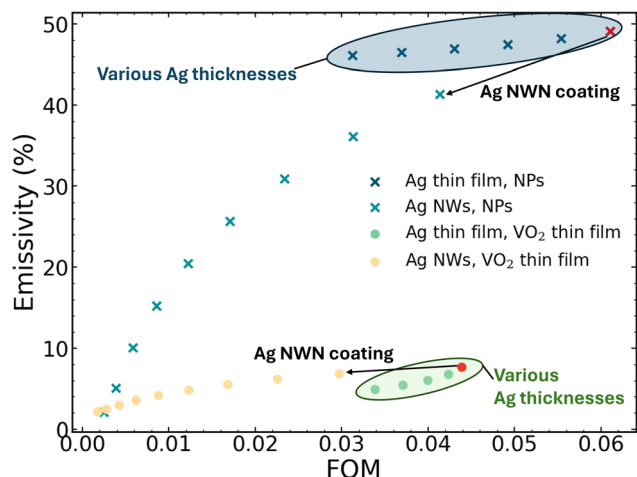 50
40
30
20
10
0
Emissivity (%)
0.00
0.01
0.02
0.03
0.04
0.05
0.06
FOM
Various Ag thicknesses
Ag NWN coating
Ag thin film, NPs
Ag NWs, NPs
Ag thin film, VO₂ thin film
Ag NWs, VO₂ thin film
Ag NWN coating
Various
Ag thicknesses